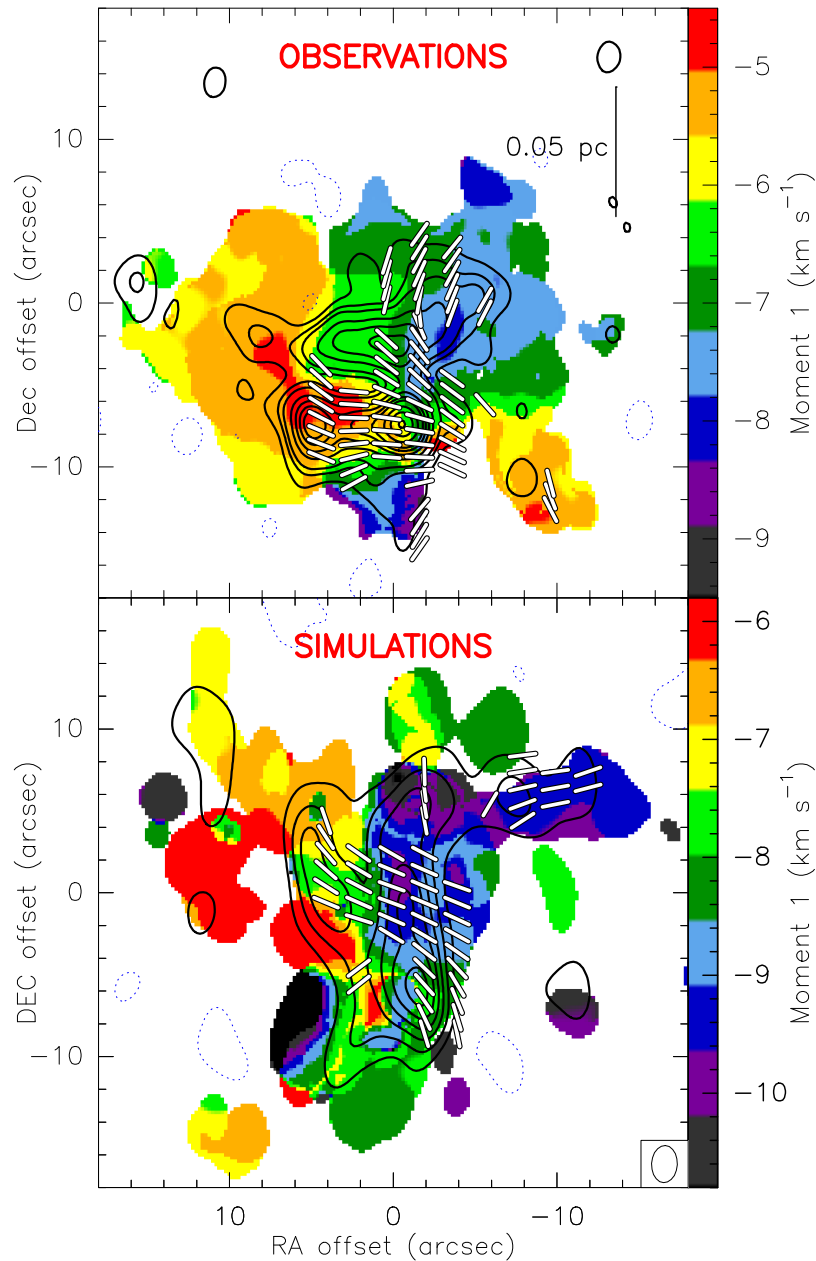 OBSERVATIONS
0.05 pc
10
0
−10
Dec offset (arcsec)
−5
−6
−7
−8
−9
Moment 1 (km s⁻¹)
SIMULATIONS
10
0
−10
DEC offset (arcsec)
−6
−7
−8
−9
−10
Moment 1 (km s⁻¹)
10 0 −10
RA offset (arcsec)